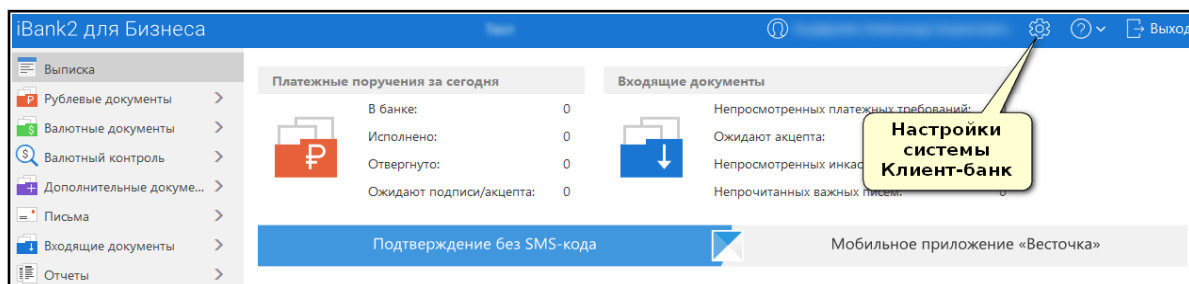 iBank2 для Бизнеса
Выход
Выписка
Рублевые документы
Валютные документы
Валютный контроль
Дополнительные докуме...
Письма
Входящие документы
Отчеты
Платежные поручения за сегодня
В банке: 0
Исполнено: 0
Отвергнуто: 0
Ожидают подписи/акцепта: 0
Входящие документы
Непросмотренных платежных требований:
Ожидают акцепта:
Непросмотренных
Непрочитанных важных писем: 0
Настройки
системы
Клиент-банк
Подтверждение без SMS-кода
Мобильное приложение «Весточка»